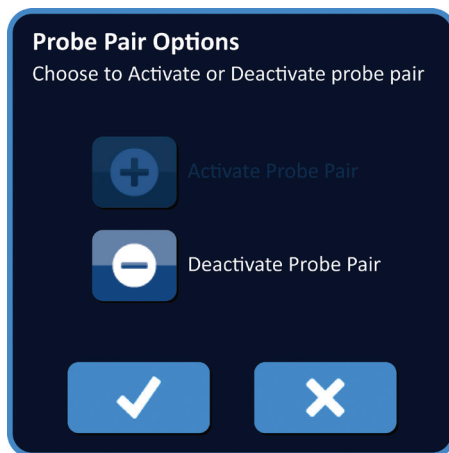 Probe Pair Options
Choose to Activate or Deactivate probe pair
Activate Probe Pair
Deactivate Probe Pair